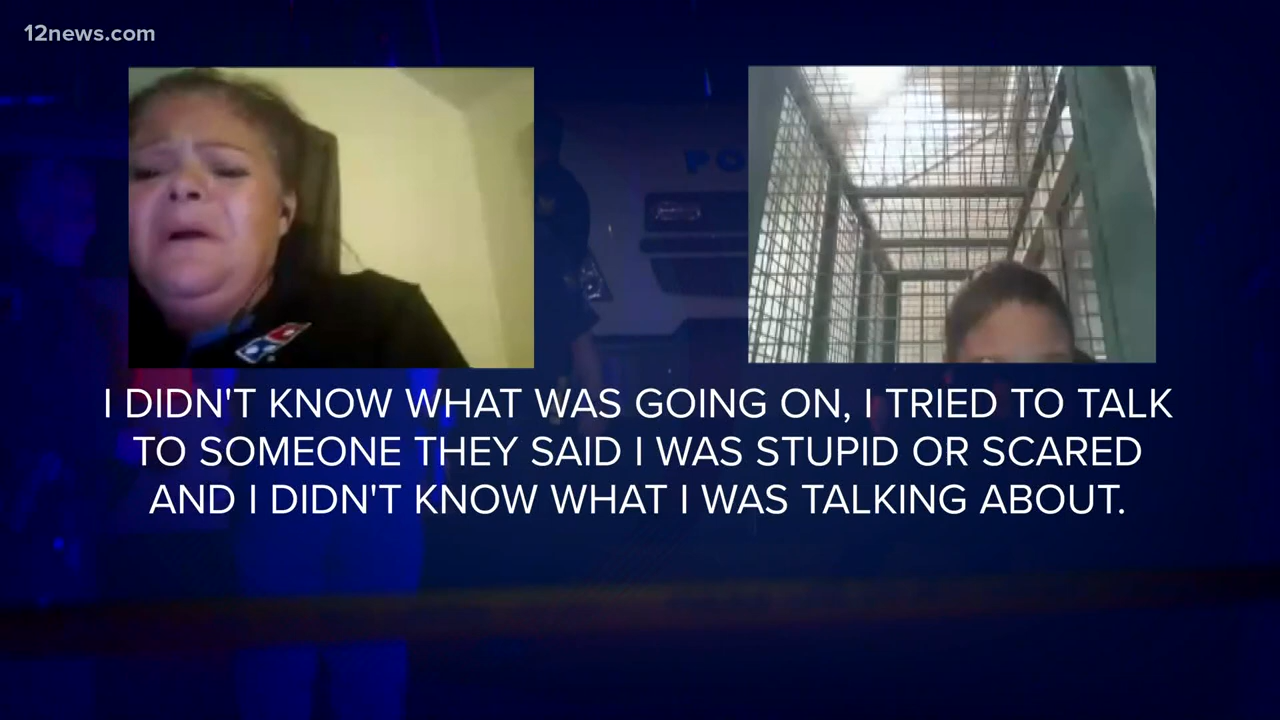 12news.com
PO
I DIDN'T KNOW WHAT WAS GOING ON, I TRIED TO TALK
TO SOMEONE THEY SAID I WAS STUPID OR SCARED
AND I DIDN'T KNOW WHAT I WAS TALKING ABOUT.